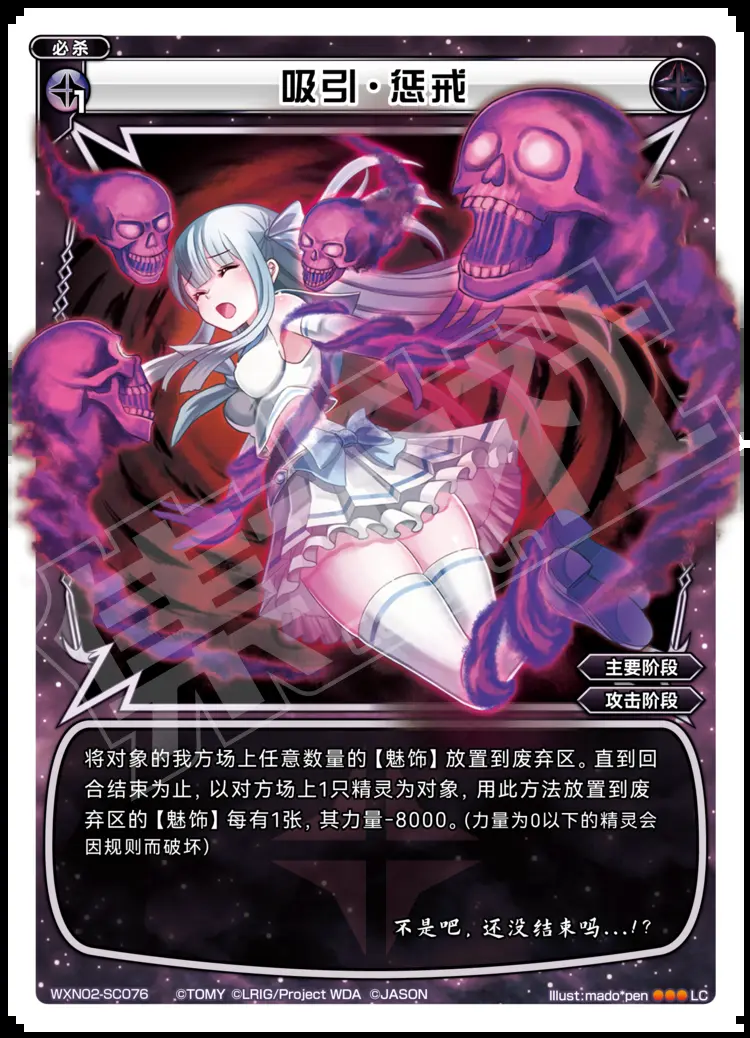 必杀
吸引·惩戒
1
主要阶段
攻击阶段
将对象的我方场上任意数量的【魅饰】放置到废弃区。直到回
合结束为止，以对方场上1只精灵为对象，用此方法放置到废
弃区的【魅饰】每有1张，其力量-8000。（力量为0以下的精灵会
因规则而破坏）
不是吧，还没结束吗...!?
WXN02-SC076 ©TOMY ©LRIG/Project WDA ©JASON Illust:mado*pen LC